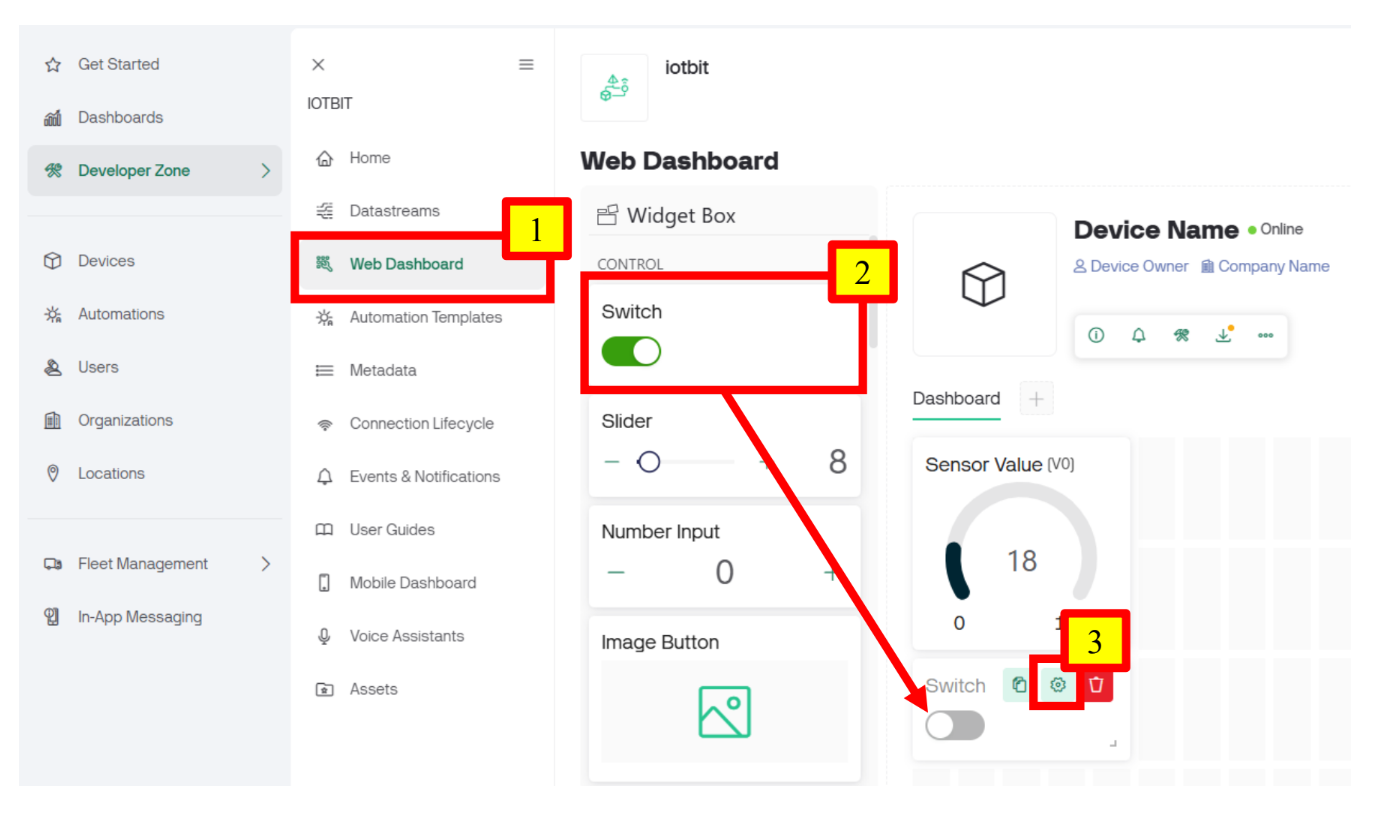 Get Started
Dashboards
Developer Zone
Devices
Automations
Users
Organizations
Locations
Fleet Management
In-App Messaging
IOTBIT
Home
Datastreams
1
Web Dashboard
Automation Templates
Metadata
Connection Lifecycle
Events & Notifications
User Guides
Mobile Dashboard
Voice Assistants
Assets
iotbit
Web Dashboard
Widget Box
CONTROL
2
Switch
Slider
8
Number Input
0
Image Button
Device Name Online
Device Owner Company Name
Dashboard
Sensor Value (V0)
18
0
3
Switch